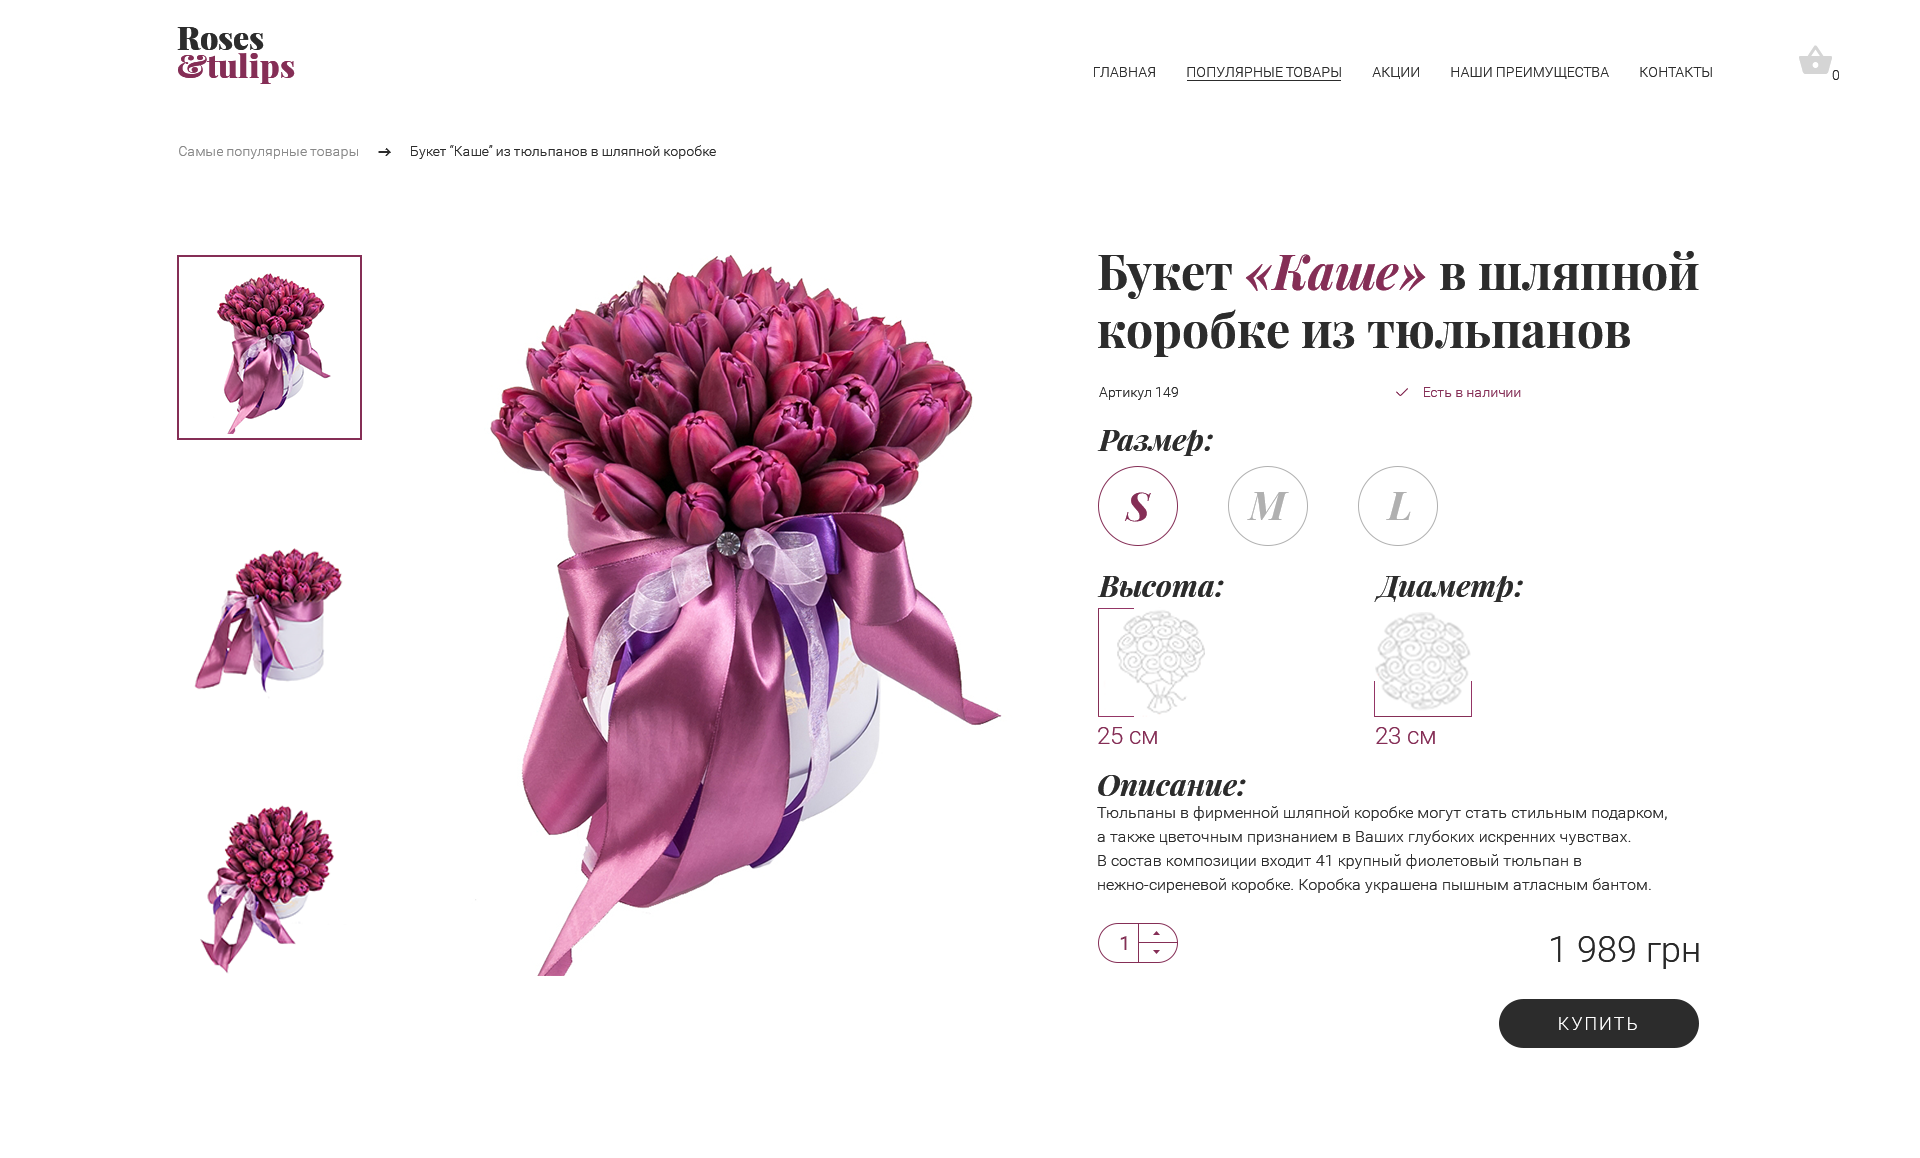 Roses
&tulips
ГЛАВНАЯ ПОПУЛЯРНЫЕ ТОВАРЫ АКЦИИ НАШИ ПРЕИМУЩЕСТВА КОНТАКТЫ 0
Самые популярные товары → Букет “Каше” из тюльпанов в шляпной коробке
Букет «Каше» в шляпной
коробке из тюльпанов
Артикул 149 Есть в наличии
Размер:
S M L
Высота: Диаметр:
25 см 23 см
Описание:
Тюльпаны в фирменной шляпной коробке могут стать стильным подарком,
а также цветочным признанием в Ваших глубоких искренних чувствах.
В состав композиции входит 41 крупный фиолетовый тюльпан в
нежно-сиреневой коробке. Коробка украшена пышным атласным бантом.
1 1 989 грн
КУПИТЬ